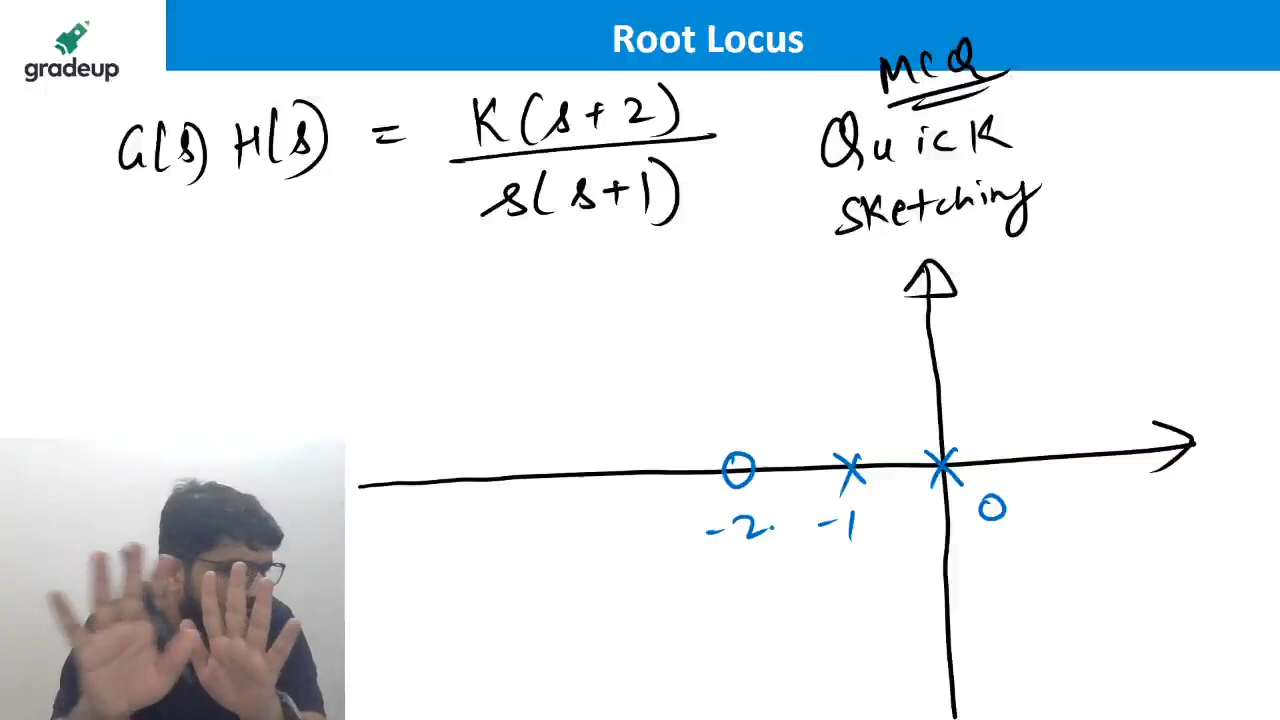 Root Locus
gradeup
MCQ
Quick
sketching
G(s) H(s) = K(s+2)
s(s+1)
-2. -1 0